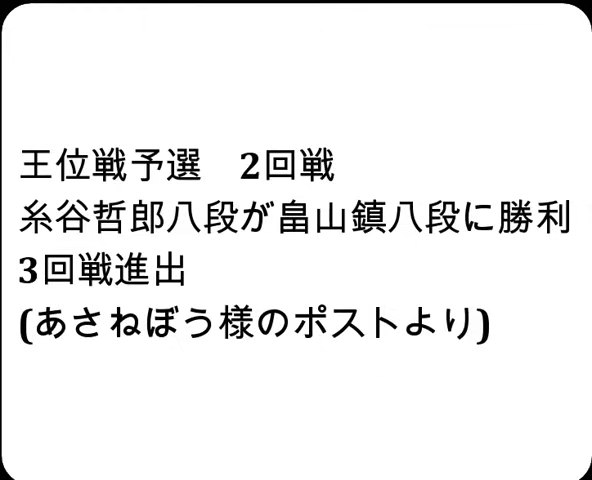 王位戦予選　2回戦
糸谷哲郎八段が畠山鎮八段に勝利
3回戦進出
(あさねぼう様のポストより)